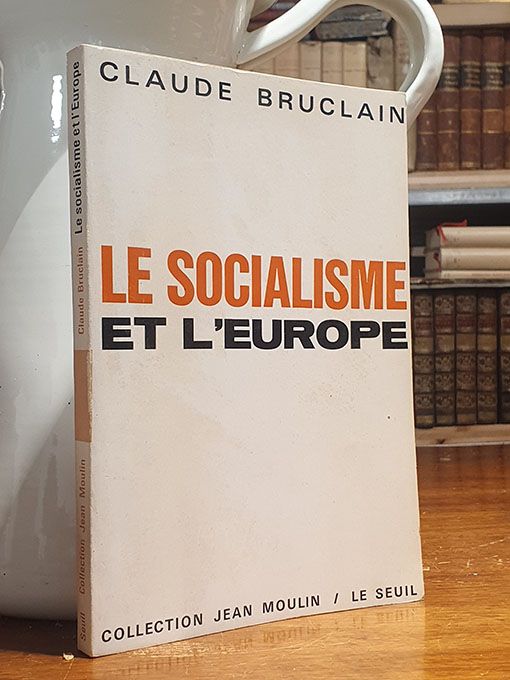 CLAUDE BRUCLAIN
LE SOCIALISME
ET L'EUROPE
COLLECTION JEAN MOULIN / LE SEUIL
Seuil Collection Jean Moulin Claude Bruclain Le socialisme et l'Europe